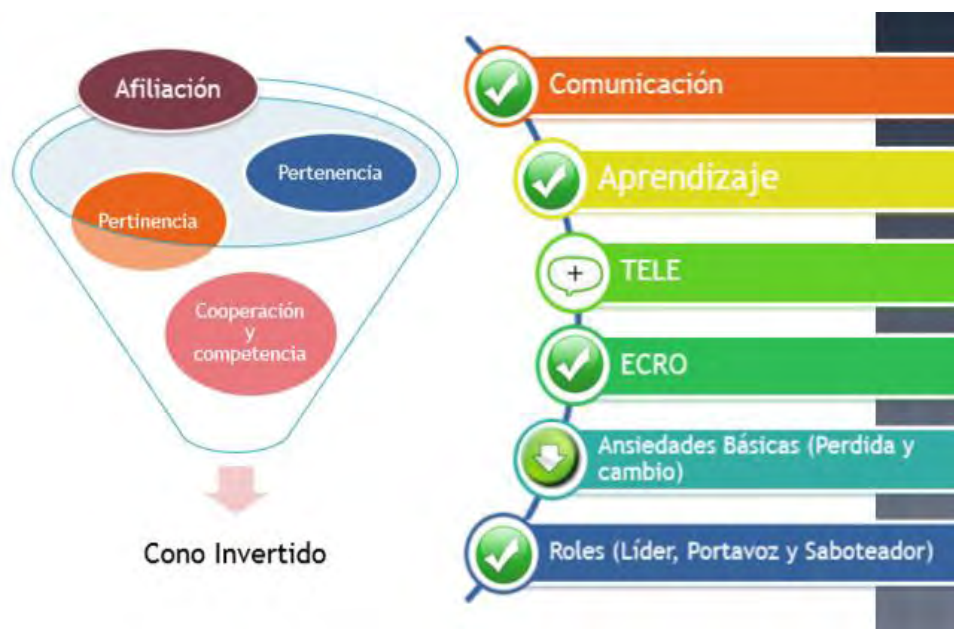 Afiliación
Pertenencia
Pertinencia
Cooperación
y
competencia
Cono Invertido
Comunicación
Aprendizaje
TELE
ECRO
Ansiedades Básicas (Perdida y
cambio)
Roles (Líder, Portavoz y Saboteador)